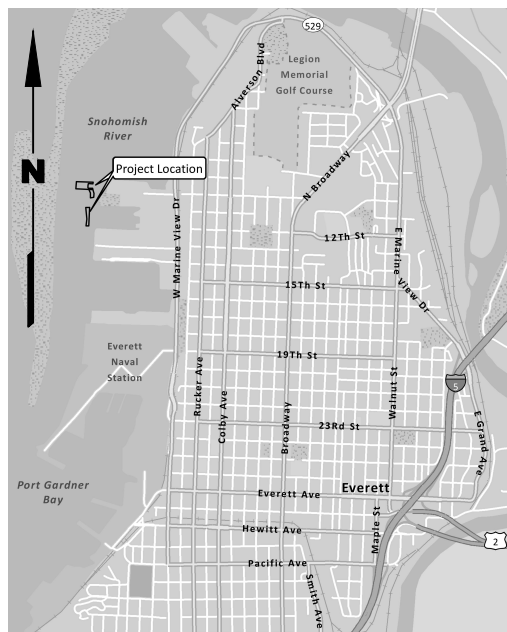 529
Legion
Memorial
Golf Course
Alverson Blvd
Snohomish
River
Project Location
N
N Broadway
12Th St
W Marine View Dr
E Marine View Dr
15Th St
Everett
Naval
Station
19Th St
5
Rucker Ave
Colby Ave
Broadway
Walnut St
23Rd St
E Grand Ave
Port Gardner
Bay
Everett
Everett Ave
Hewitt Ave
Maple St
2
Pacific Ave
Smith Ave